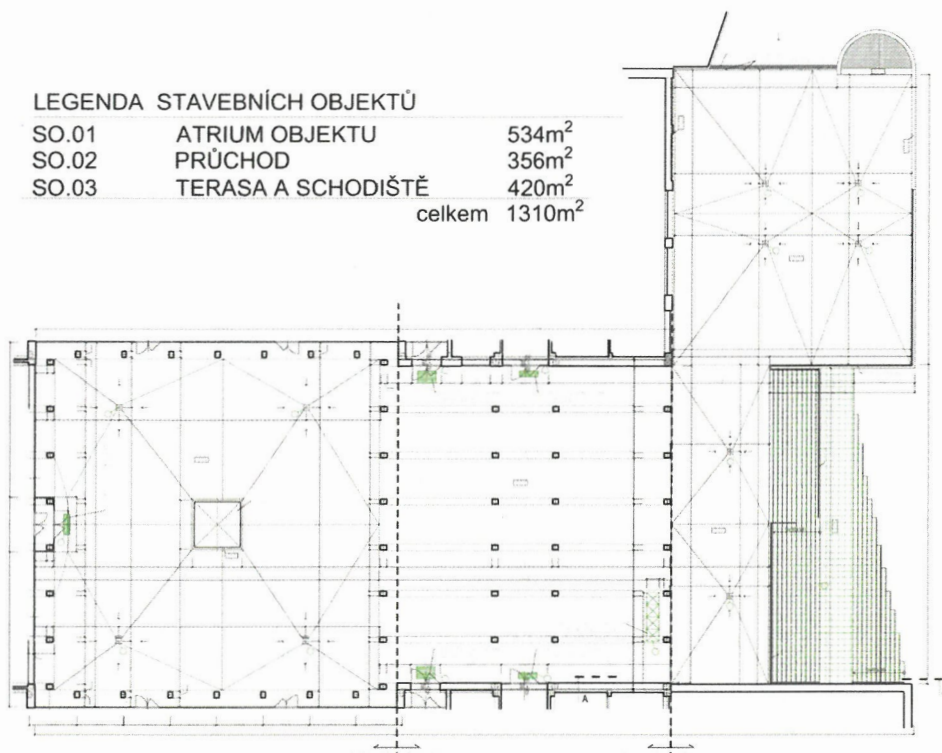 LEGENDA STAVEBNÍCH OBJEKTŮ
SO.01 ATRIUM OBJEKTU 534m²
SO.02 PRŮCHOD 356m²
SO.03 TERASA A SCHODIŠTĚ 420m²
celkem 1310m²
A